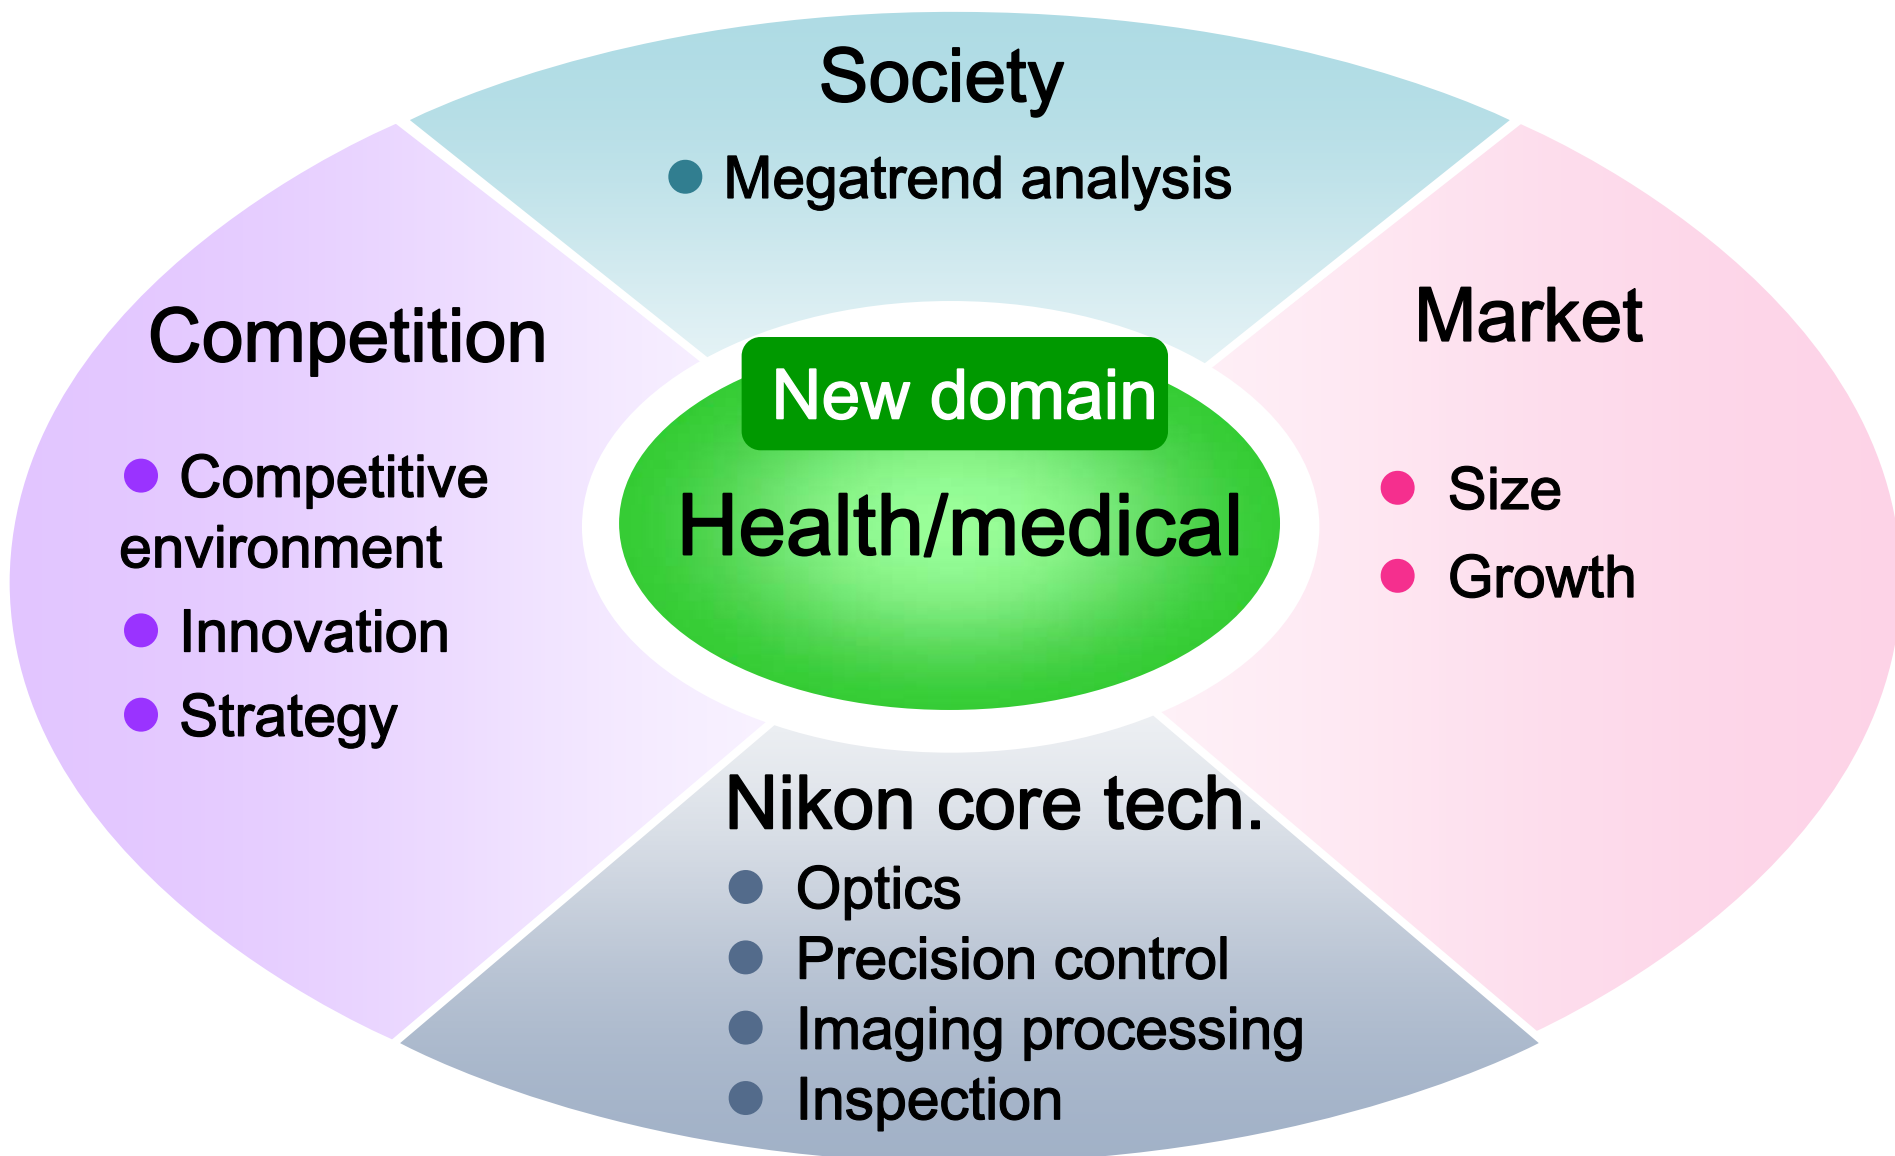 Society
Megatrend analysis
Competition
Competitive
environment
Innovation
Strategy
New domain
Health/medical
Market
Size
Growth
Nikon core tech.
Optics
Precision control
Imaging processing
Inspection